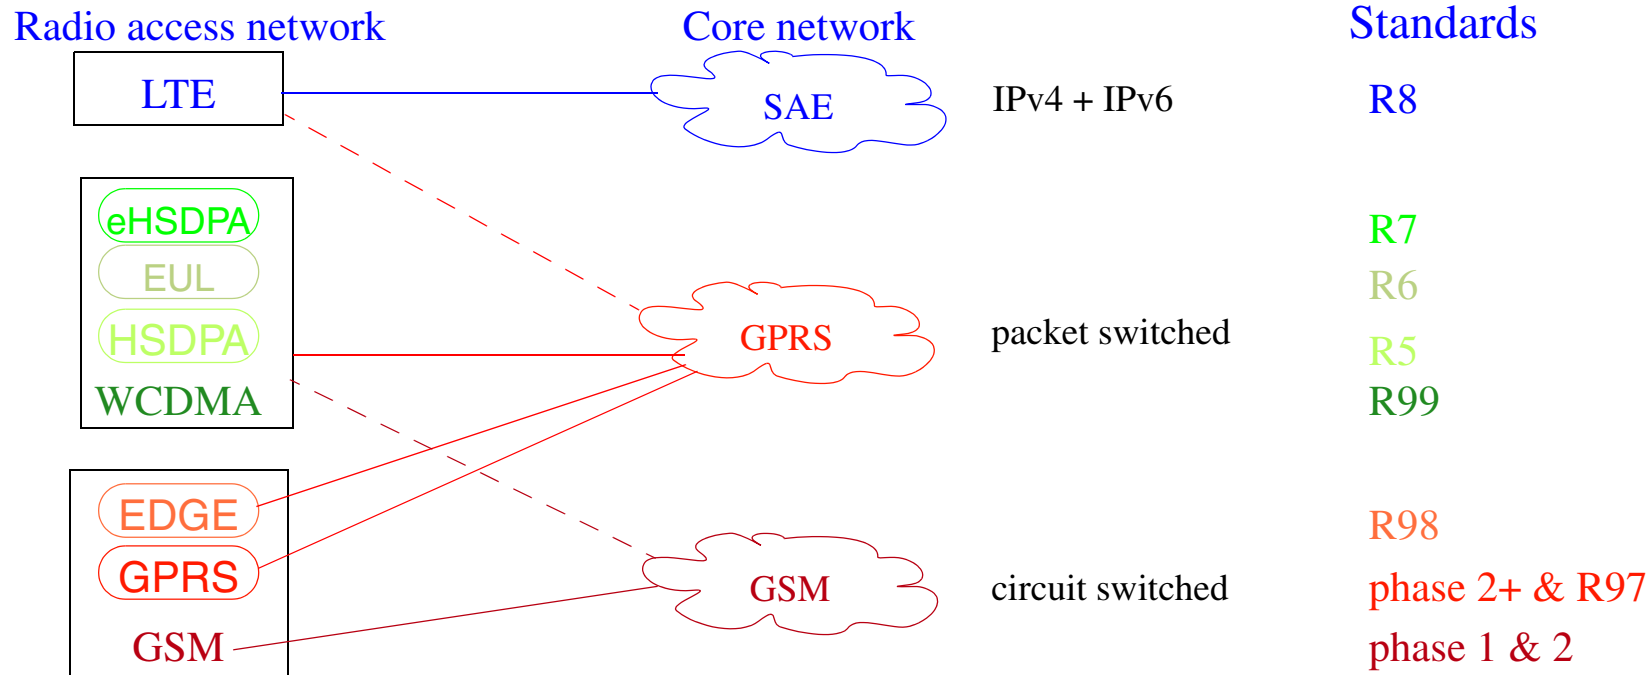 Radio access network
Core network
Standards
LTE
SAE
IPv4 + IPv6
R8
eHSDPA
R7
EUL
R6
HSDPA
GPRS
packet switched
R5
WCDMA
R99
EDGE
R98
GPRS
GSM
circuit switched
phase 2+ & R97
GSM
phase 1 & 2